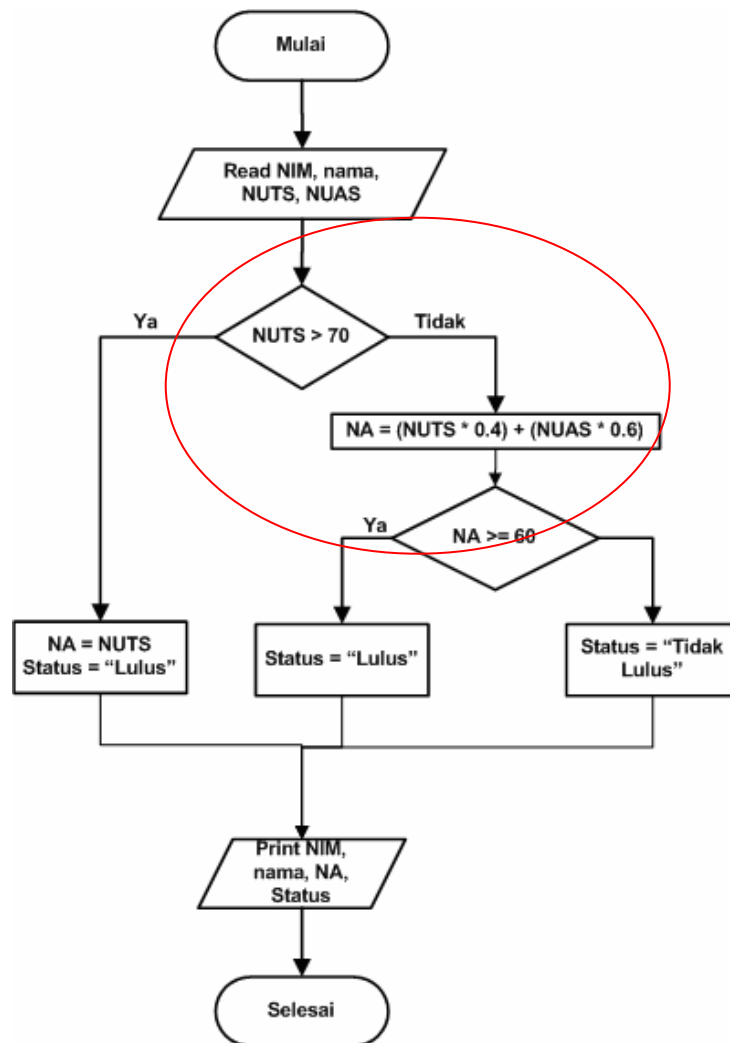 Mulai
Read NIM, nama,
NUTS, NUAS
Ya
NUTS > 70
Tidak
NA = (NUTS * 0.4) + (NUAS * 0.6)
Ya
NA >= 60
NA = NUTS
Status = “Lulus”
Status = “Lulus”
Status = “Tidak
Lulus”
Print NIM,
nama, NA,
Status
Selesai